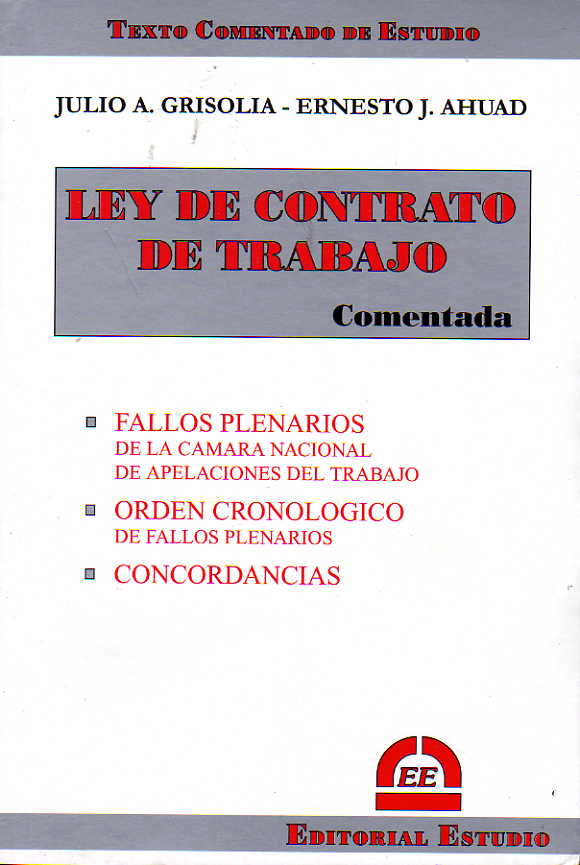 TEXTO COMENTADO DE ESTUDIO
JULIO A. GRISOLIA - ERNESTO J. AHUAD
LEY DE CONTRATO
DE TRABAJO
Comentada
FALLOS PLENARIOS
DE LA CAMARA NACIONAL
DE APELACIONES DEL TRABAJO
ORDEN CRONOLOGICO
DE FALLOS PLENARIOS
CONCORDANCIAS
EE
EDITORIAL ESTUDIO